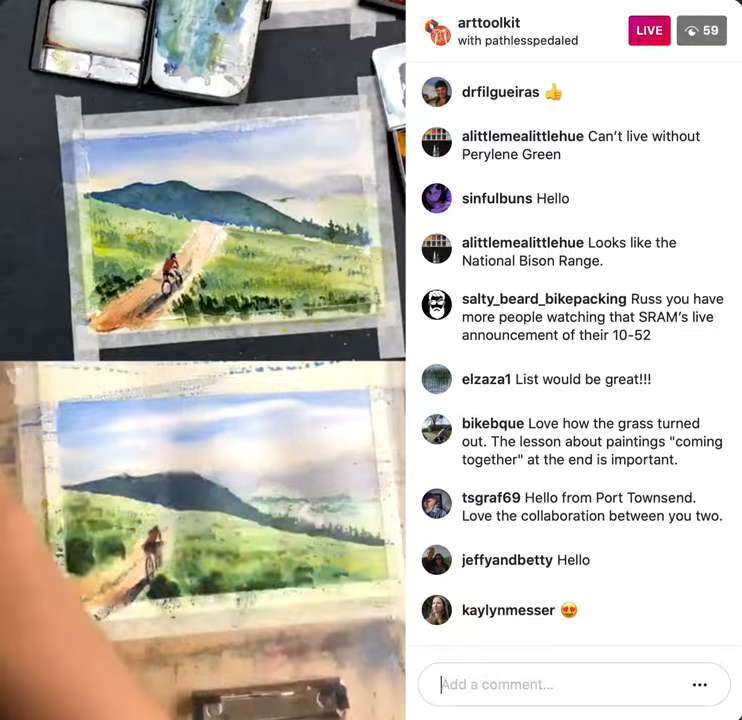 arttoolkit
with pathlesspedaled
LIVE
59
drfilgueiras 👍
alittlemealittlehue Can’t live without
Perylene Green
sinfulbuns Hello
alittlemealittlehue Looks like the
National Bison Range.
salty_beard_bikepacking Russ you have
more people watching that SRAM’s live
announcement of their 10-52
elzaza1 List would be great!!!
bikebque Love how the grass turned
out. The lesson about paintings "coming
together" at the end is important.
tsgraf69 Hello from Port Townsend.
Love the collaboration between you two.
jeffyandbetty Hello
kaylynmesser 😍
Add a comment...